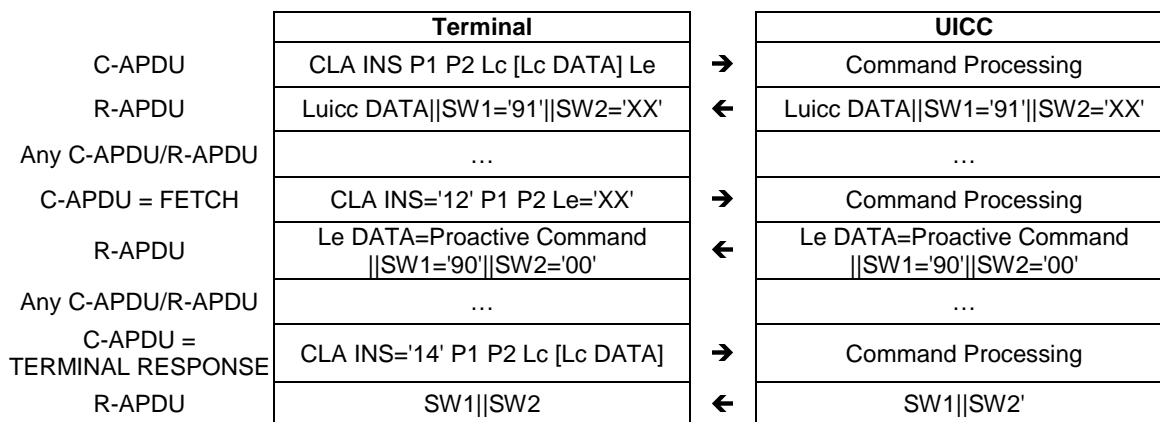 Terminal UICC
C-APDU CLA INS P1 P2 Lc [Lc DATA] Le ➔ Command Processing
R-APDU Luicc DATA||SW1='91'||SW2='XX' 🡸 Luicc DATA||SW1='91'||SW2='XX'
Any C-APDU/R-APDU … …
C-APDU = FETCH CLA INS='12' P1 P2 Le='XX' ➔ Command Processing
R-APDU Le DATA=Proactive Command ||SW1='90'||SW2='00' 🡸 Le DATA=Proactive Command ||SW1='90'||SW2='00'
Any C-APDU/R-APDU … …
C-APDU =
TERMINAL RESPONSE CLA INS='14' P1 P2 Lc [Lc DATA] ➔ Command Processing
R-APDU SW1||SW2 🡸 SW1||SW2'